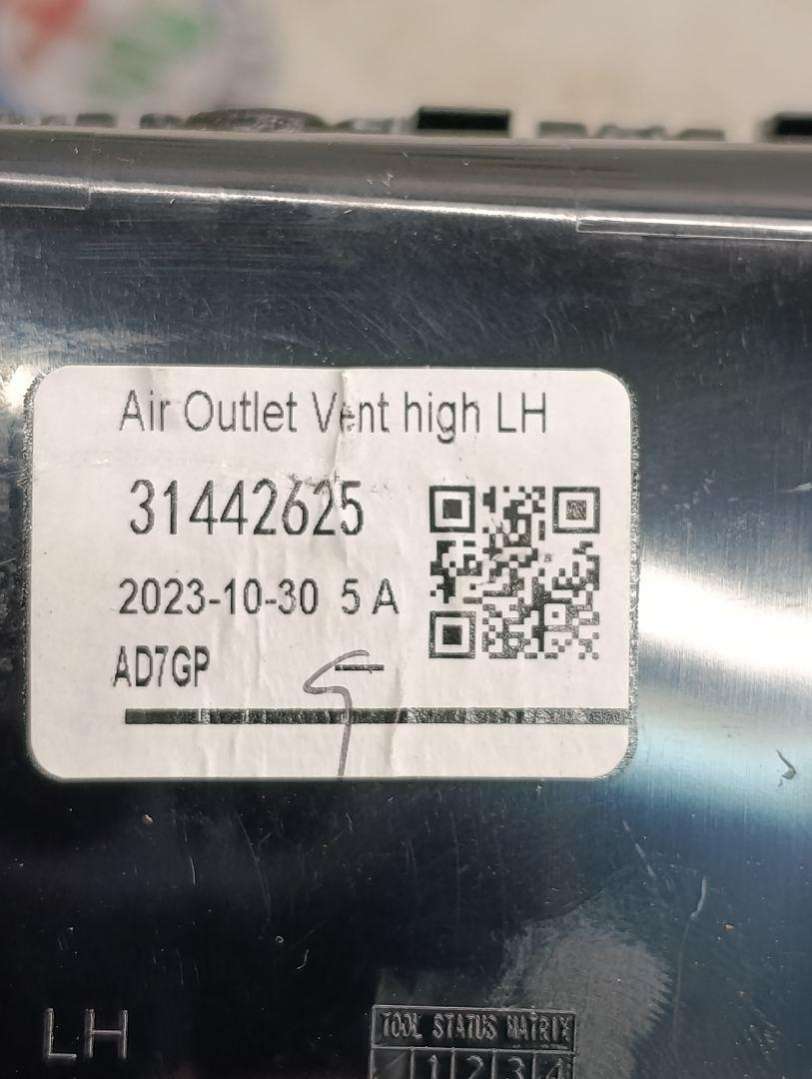 Air Outlet Vent high LH
31442625
2023-10-30 5 A
AD7GP -
LH
TOOL STATUS MATRIX
1 2 3 4